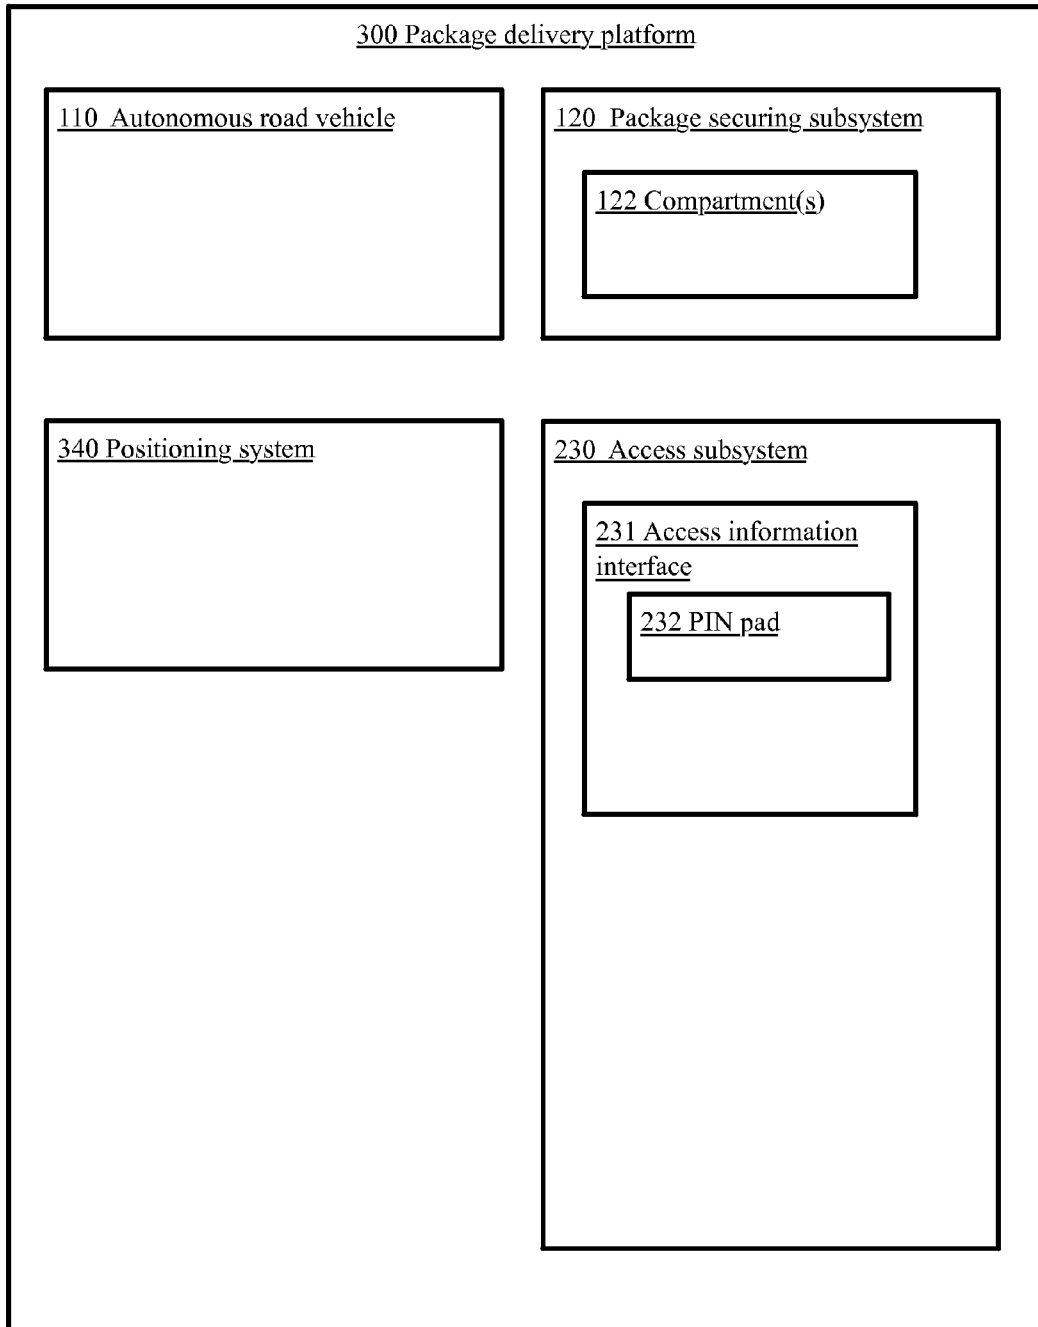 300 Package delivery platform
110 Autonomous road vehicle
120 Package securing subsystem
122 Compartment(s)
340 Positioning system
230 Access subsystem
231 Access information
interface
232 PIN pad